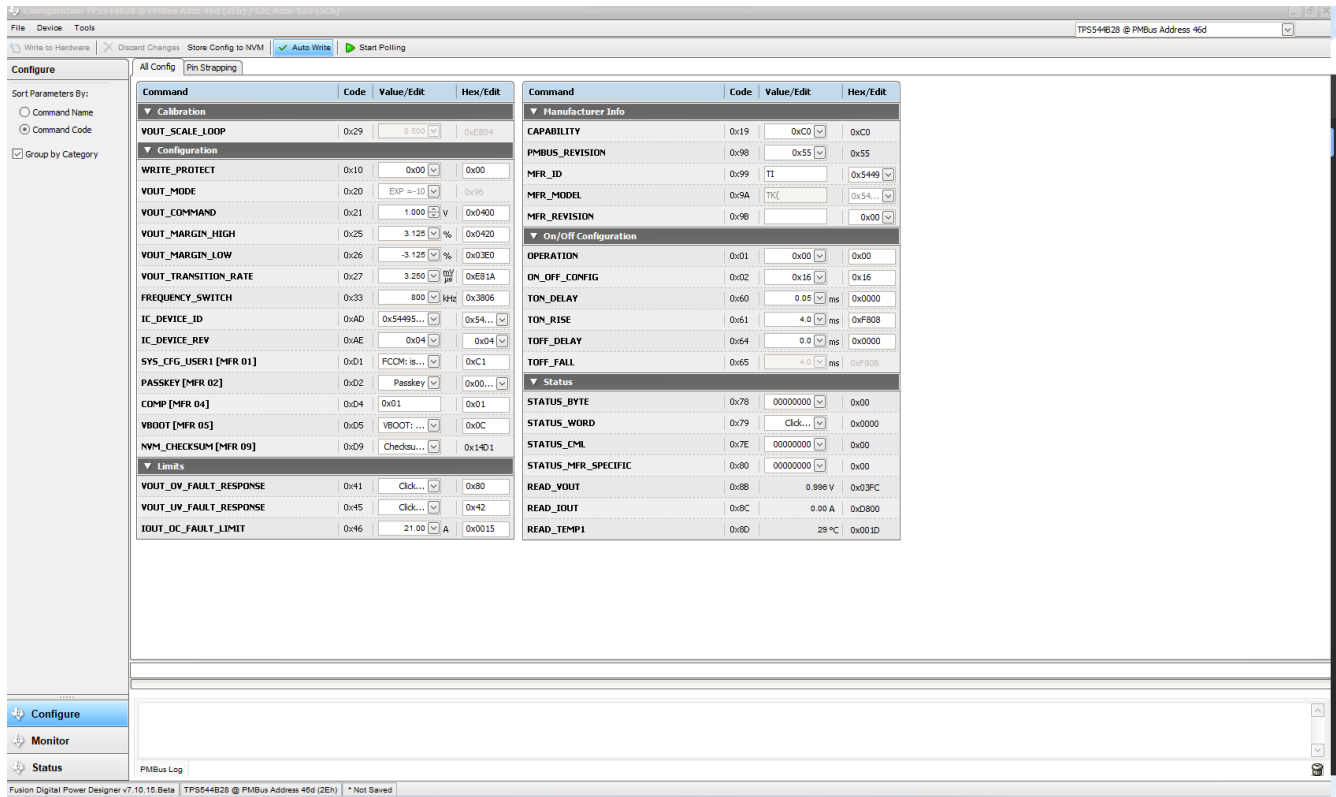 Configuration TPS544B28 @ PMBus Addr 46d (2Eh) / I2C Addr 92d (5Ch)
File Device Tools
TPS544B28 @ PMBus Address 46d
Write to Hardware Discard Changes Store Config to NVM Auto Write Start Polling
Configure
Sort Parameters By:
Command Name
Command Code
Group by Category
All Config Pin Strapping
Command Code Value/Edit Hex/Edit
Calibration
VOUT_SCALE_LOOP 0x29 0.500 0xE804
Configuration
WRITE_PROTECT 0x10 0x00 0x00
VOUT_MODE 0x20 EXP =-10 0x96
VOUT_COMMAND 0x21 1.000 V 0x0400
VOUT_MARGIN_HIGH 0x25 3.125 % 0x0420
VOUT_MARGIN_LOW 0x26 -3.125 % 0x03E0
VOUT_TRANSITION_RATE 0x27 3.250 mV/µs 0xE81A
FREQUENCY_SWITCH 0x33 800 kHz 0x3806
IC_DEVICE_ID 0xAD 0x54495... 0x54...
IC_DEVICE_REV 0xAE 0x04 0x04
SYS_CFG_USER1 [MFR 01] 0xD1 FCCM: is... 0xC1
PASSKEY [MFR 02] 0xD2 Passkey 0x00...
COMP [MFR 04] 0xD4 0x01 0x01
VBOOT [MFR 05] 0xD5 VBOOT: ... 0x0C
NVM_CHECKSUM [MFR 09] 0xD9 Checksu... 0x14D1
Limits
VOUT_OV_FAULT_RESPONSE 0x41 Click... 0x80
VOUT_UV_FAULT_RESPONSE 0x45 Click... 0x42
IOUT_OC_FAULT_LIMIT 0x46 21.00 A 0x0015
Command Code Value/Edit Hex/Edit
Manufacturer Info
CAPABILITY 0x19 0xC0 0xC0
PMBUS_REVISION 0x98 0x55 0x55
MFR_ID 0x99 TI 0x5449
MFR_MODEL 0x9A TK( 0x54...
MFR_REVISION 0x9B 0x00
On/Off Configuration
OPERATION 0x01 0x00 0x00
ON_OFF_CONFIG 0x02 0x16 0x16
TON_DELAY 0x60 0.05 ms 0x0000
TON_RISE 0x61 4.0 ms 0xF808
TOFF_DELAY 0x64 0.0 ms 0x0000
TOFF_FALL 0x65 4.0 ms 0xF808
Status
STATUS_BYTE 0x78 00000000 0x00
STATUS_WORD 0x79 Click... 0x0000
STATUS_CML 0x7E 00000000 0x00
STATUS_MFR_SPECIFIC 0x80 00000000 0x00
READ_VOUT 0x8B 0.996 V 0x03FC
READ_IOUT 0x8C 0.00 A 0xD800
READ_TEMP1 0x8D 29 °C 0x001D
Configure
Monitor
Status
PMBus Log
Fusion Digital Power Designer v7.10.15.Beta TPS544B28 @ PMBus Address 46d (2Eh) * Not Saved